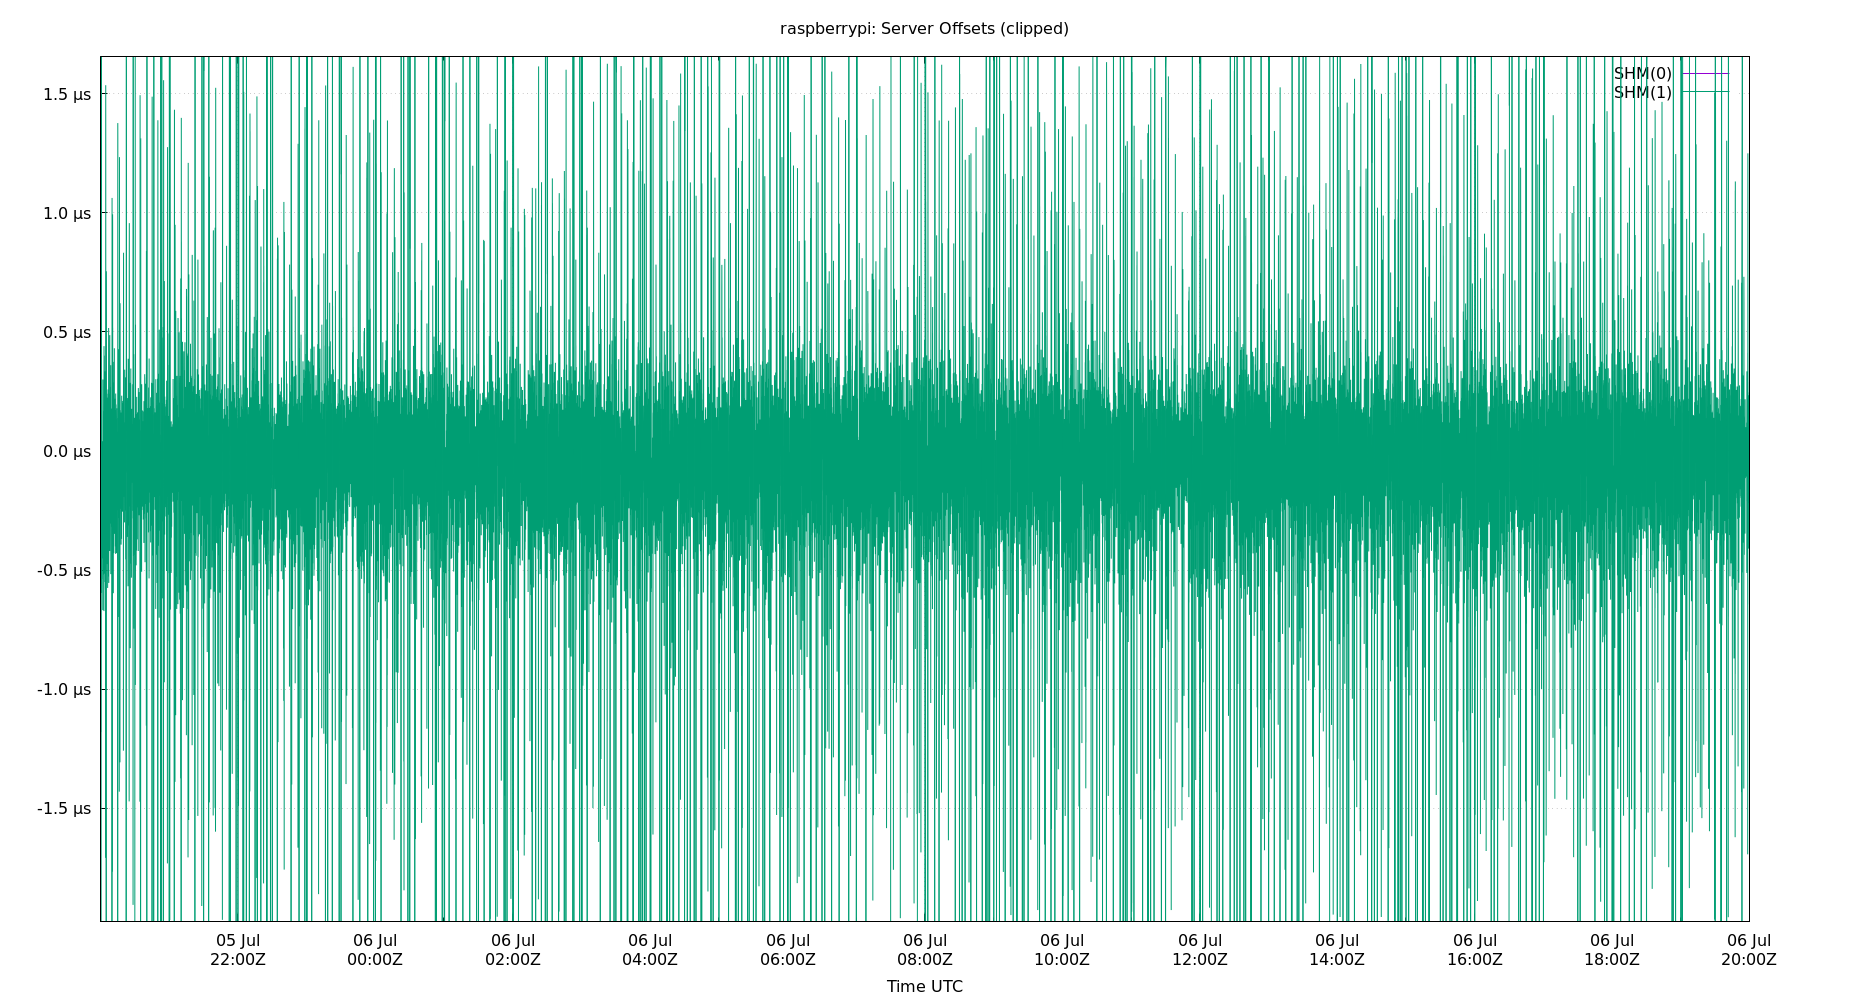 raspberrypi: Server Offsets (clipped)
SHM(0)
SHM(1)
1.5 µs
1.0 µs
0.5 µs
0.0 µs
-0.5 µs
-1.0 µs
-1.5 µs
05 Jul 06 Jul 06 Jul 06 Jul 06 Jul 06 Jul 06 Jul 06 Jul 06 Jul 06 Jul 06 Jul 06 Jul
22:00Z 00:00Z 02:00Z 04:00Z 06:00Z 08:00Z 10:00Z 12:00Z 14:00Z 16:00Z 18:00Z 20:00Z
Time UTC